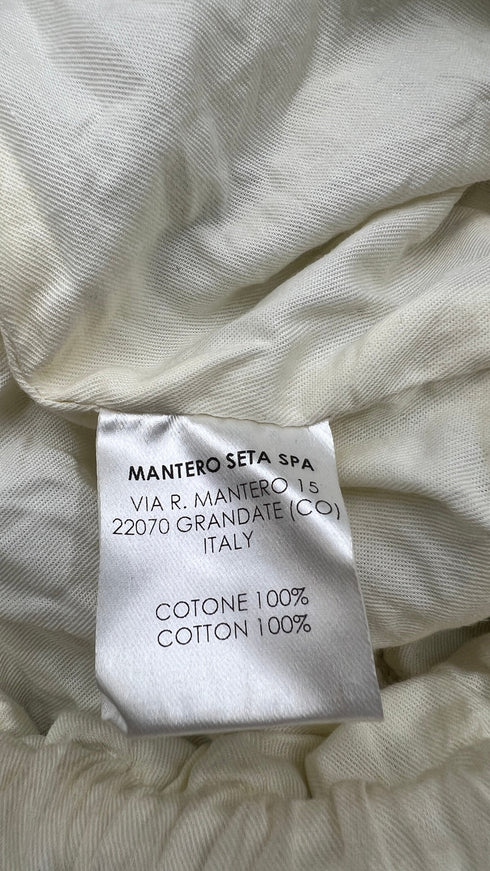 MANTERO SETA SPA
VIA R. MANTERO 15
22070 GRANDATE (CO)
ITALY
COTONE 100%
COTTON 100%